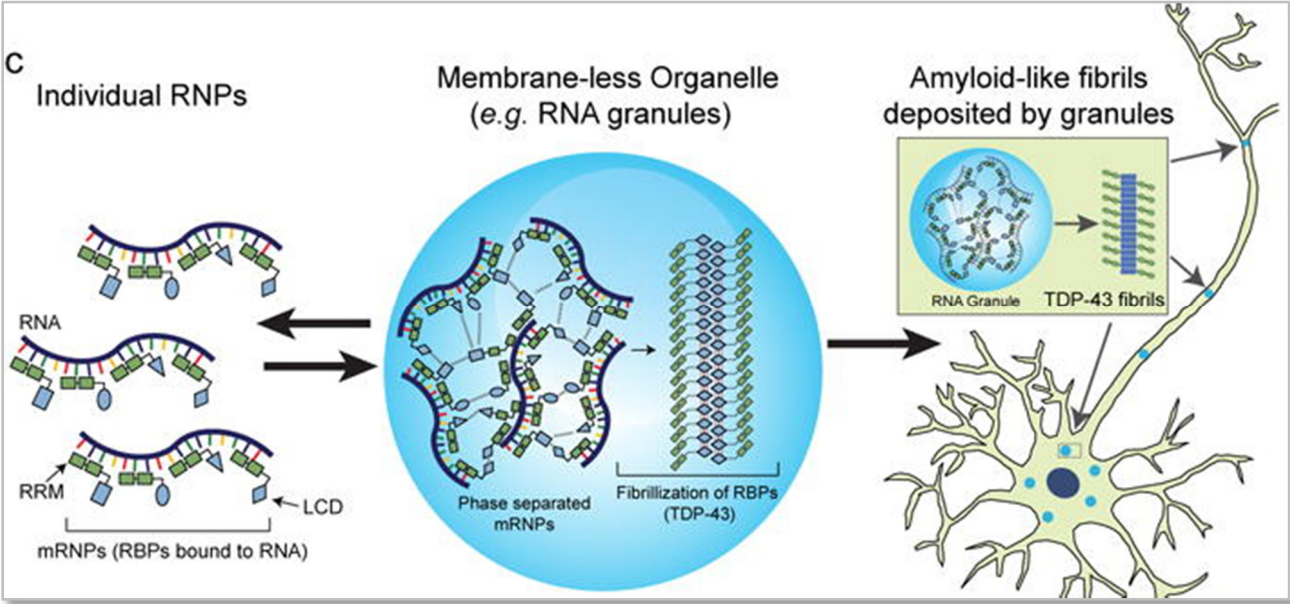 C
Individual RNPs
RNA
RRM
LCD
mRNPs (RBPs bound to RNA)
Membrane-less Organelle
(e.g. RNA granules)
Phase separated
mRNPs
Fibrillization of RBPs
(TDP-43)
Amyloid-like fibrils
deposited by granules
RNA Granule
TDP-43 fibrils